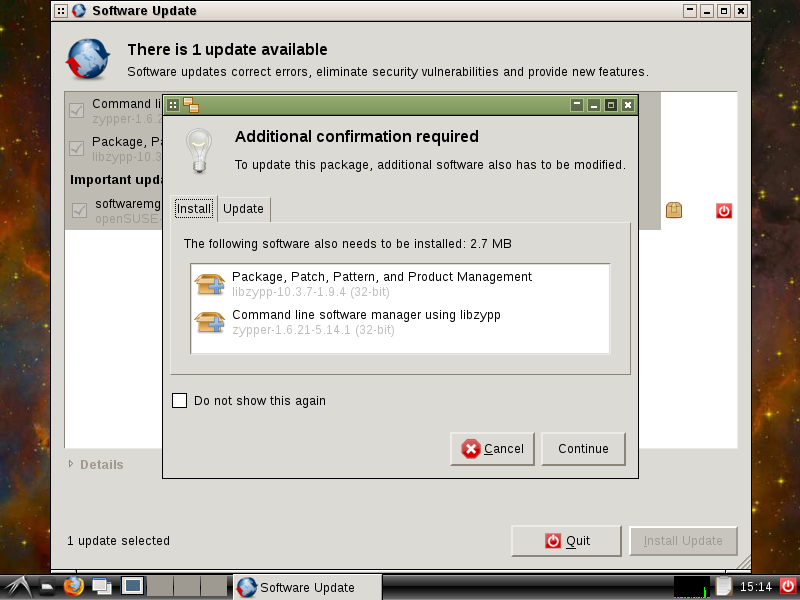 Software Update
There is 1 update available
Software updates correct errors, eliminate security vulnerabilities and provide new features.
Command li
zypper-1.6.2
Package, Pa
libzypp-10.3
Important upda
softwaremg
openSUSE-
Additional confirmation required
To update this package, additional software also has to be modified.
Install Update
The following software also needs to be installed: 2.7 MB
Package, Patch, Pattern, and Product Management
libzypp-10.3.7-1.9.4 (32-bit)
Command line software manager using libzypp
zypper-1.6.21-5.14.1 (32-bit)
Do not show this again
Cancel Continue
Details
1 update selected
Quit Install Update
Software Update
15:14